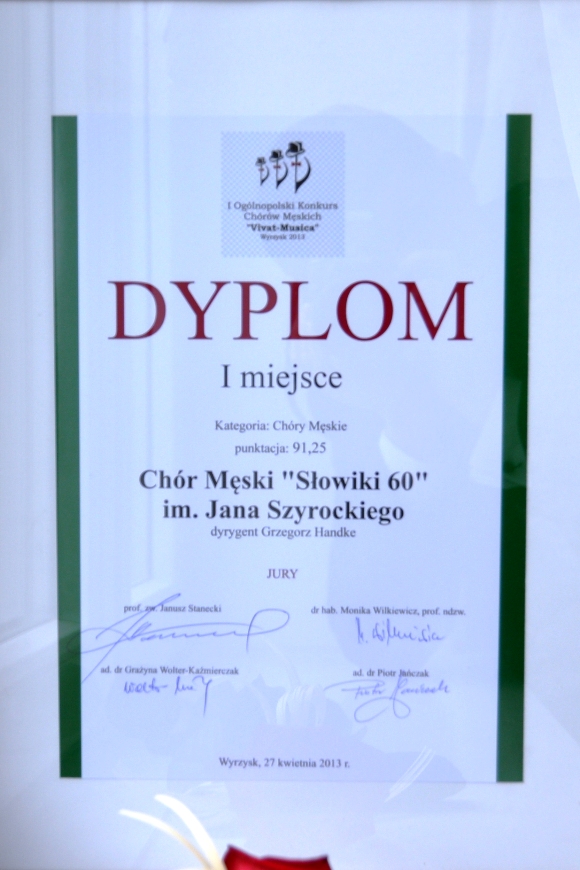 I Ogólnopolski Konkurs
Chórów Męskich
"Vivat-Musica"
Wyrzysk 2013
DYPLOM
I miejsce
Kategoria: Chóry Męskie
punktacja: 91,25
Chór Męski "Słowiki 60"
im. Jana Szyrockiego
dyrygent Grzegorz Handke
JURY
prof. zw. Janusz Stanecki
dr hab. Monika Wilkiewicz, prof. ndzw.
ad. dr Grażyna Wolter-Kaźmierczak
ad. dr Piotr
Wyrzysk, 27 kwietnia 2013 r.